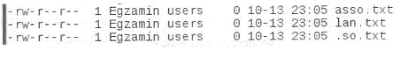 -rw-r--r-- 1 Egzamin users 0 10-13 23:05 asso.txt
-rw-r--r-- 1 Egzamin users 0 10-13 23:05 lan.txt
-rw-r--r-- 1 Egzamin users 0 10-13 23:05 .so.txt